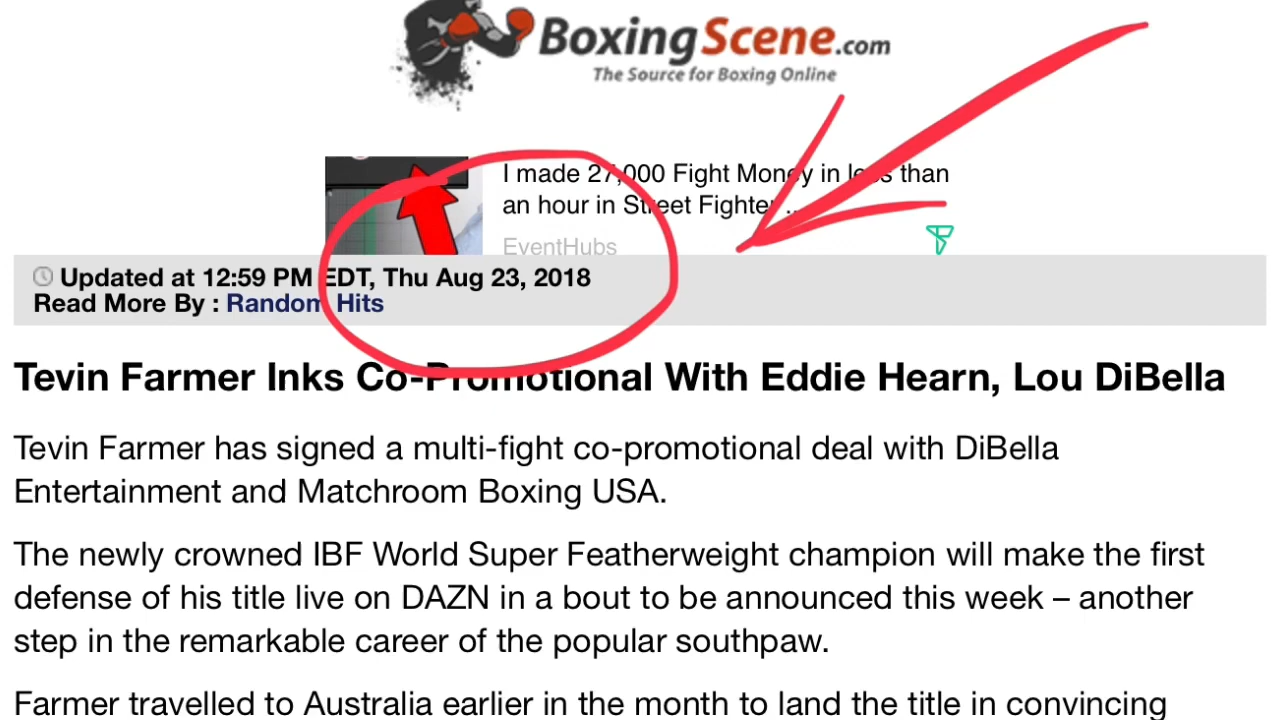 BoxingScene.com
The Source for Boxing Online
I made 27,000 Fight Money in less than
an hour in Street Fighter ...
EventHubs
Updated at 12:59 PM EDT, Thu Aug 23, 2018
Read More By : Random Hits
Tevin Farmer Inks Co-Promotional With Eddie Hearn, Lou DiBella
Tevin Farmer has signed a multi-fight co-promotional deal with DiBella
Entertainment and Matchroom Boxing USA.
The newly crowned IBF World Super Featherweight champion will make the first
defense of his title live on DAZN in a bout to be announced this week – another
step in the remarkable career of the popular southpaw.
Farmer travelled to Australia earlier in the month to land the title in convincing